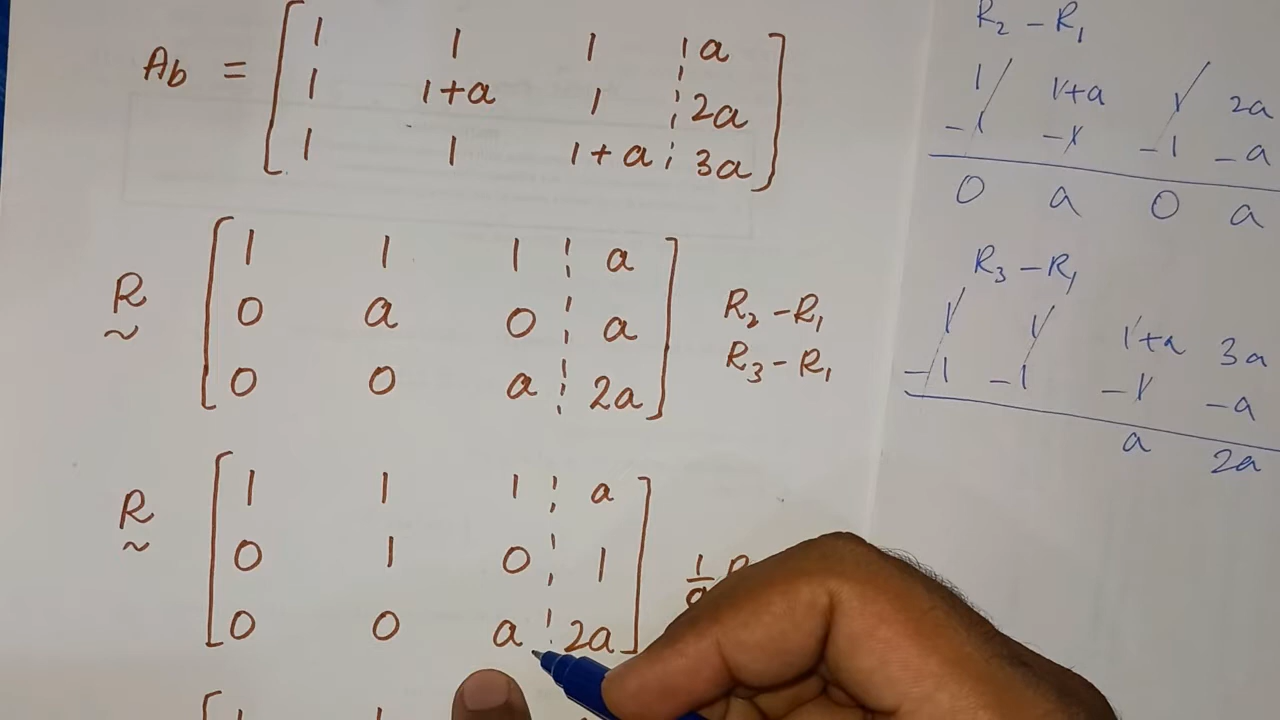 Ab = [ 1 1 1 ¦ a
1 1+a 1 ¦ 2a
1 1 1+a ¦ 3a ]
R ~ [ 1 1 1 ¦ a
0 a 0 ¦ a R₂ - R₁
0 0 a ¦ 2a ] R₃ - R₁
R ~ [ 1 1 1 ¦ a
0 1 0 ¦ 1
0 0 a ¦ 2a ]
R₂ - R₁
1 1+a 1 2a
-1 -1 -1 -a
0 a 0 a
R₃ - R₁
1 1 1+a 3a
-1 -1 -1 -a
a 2a